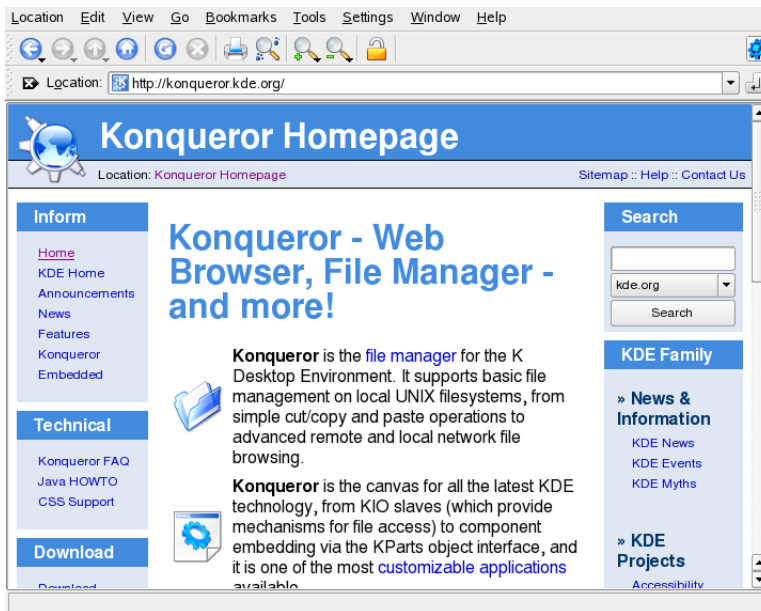 Location Edit View Go Bookmarks Tools Settings Window Help
Location: http://konqueror.kde.org/
Konqueror Homepage
Location: Konqueror Homepage
Sitemap :: Help :: Contact Us
Inform
Home
KDE Home
Announcements
News
Features
Konqueror
Embedded
Technical
Konqueror FAQ
Java HOWTO
CSS Support
Download
Download
Konqueror - Web
Browser, File Manager -
and more!
Konqueror is the file manager for the K
Desktop Environment. It supports basic file
management on local UNIX filesystems, from
simple cut/copy and paste operations to
advanced remote and local network file
browsing.
Konqueror is the canvas for all the latest KDE
technology, from KIO slaves (which provide
mechanisms for file access) to component
embedding via the KParts object interface, and
it is one of the most customizable applications
available.
Search
kde.org
Search
KDE Family
» News &
Information
KDE News
KDE Events
KDE Myths
» KDE
Projects
Accessibility